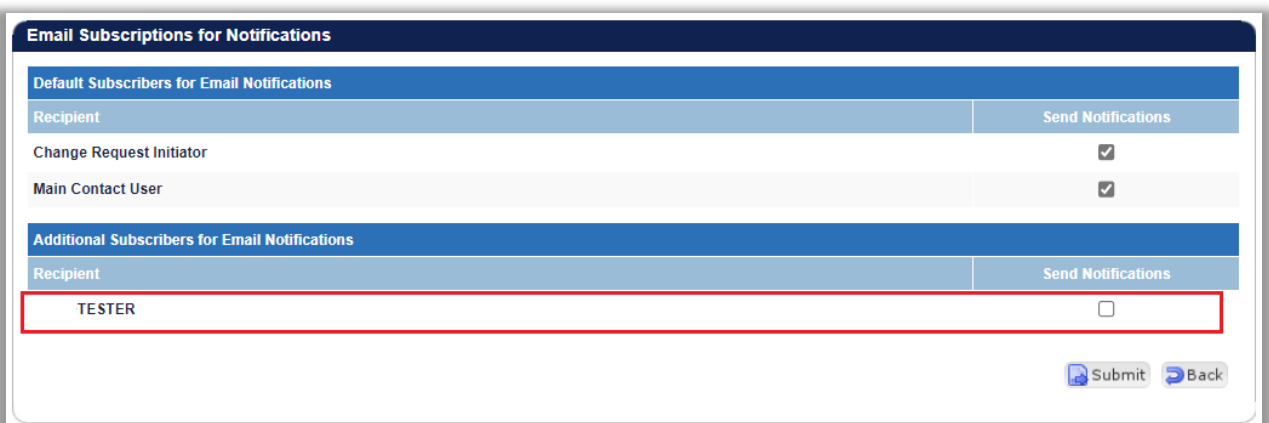 Email Subscriptions for Notifications
Default Subscribers for Email Notifications
Recipient Send Notifications
Change Request Initiator
Main Contact User
Additional Subscribers for Email Notifications
Recipient Send Notifications
TESTER
Submit Back